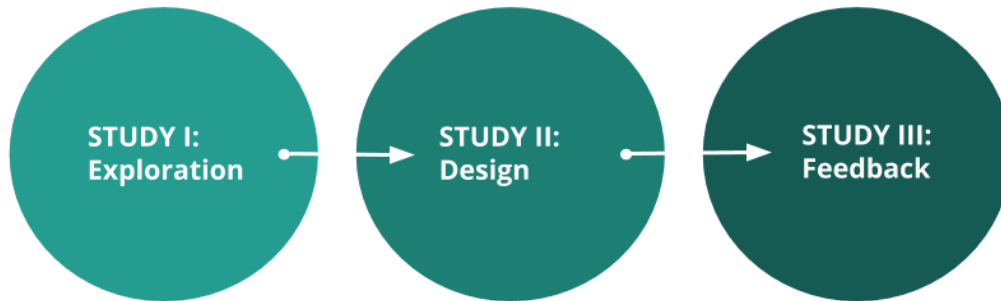 STUDY I:
Exploration
STUDY II:
Design
STUDY III:
Feedback